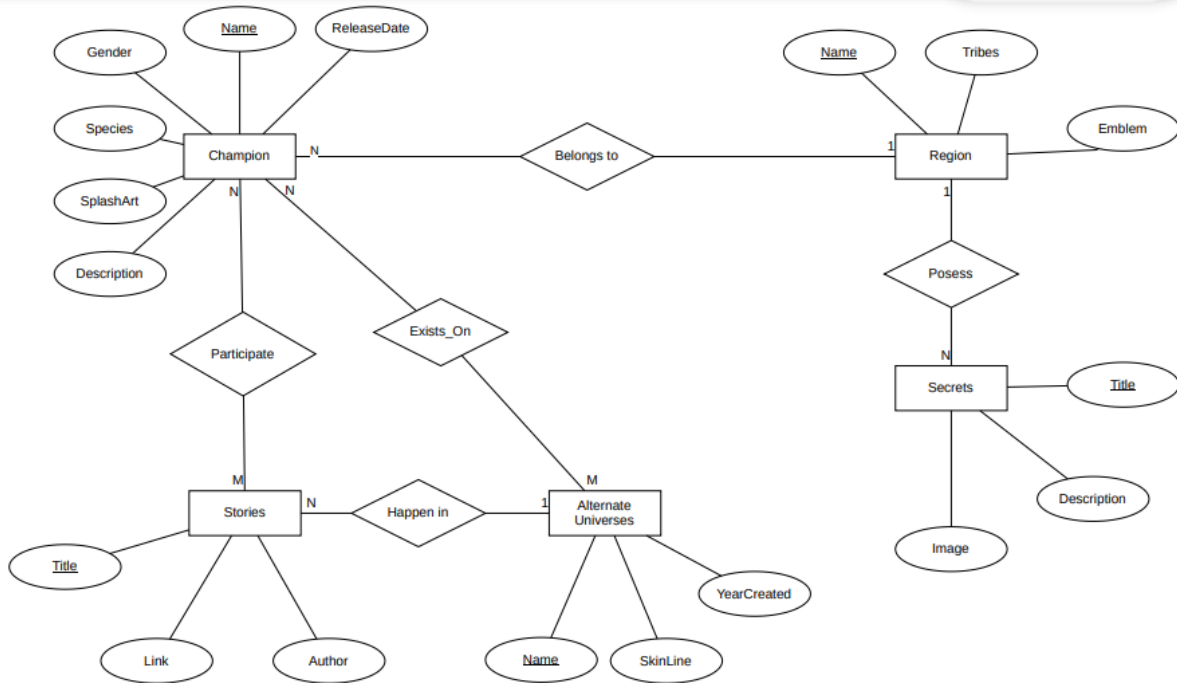 Name
ReleaseDate
Gender
Name
Tribes
Species
Emblem
Champion
N
Belongs to
1
Region
SplashArt
N
N
1
Description
Posess
Exists_On
Participate
N
Secrets
Title
M
M
Description
N
1
Stories
Happen in
Alternate
Universes
Image
Title
YearCreated
Link
Author
Name
SkinLine